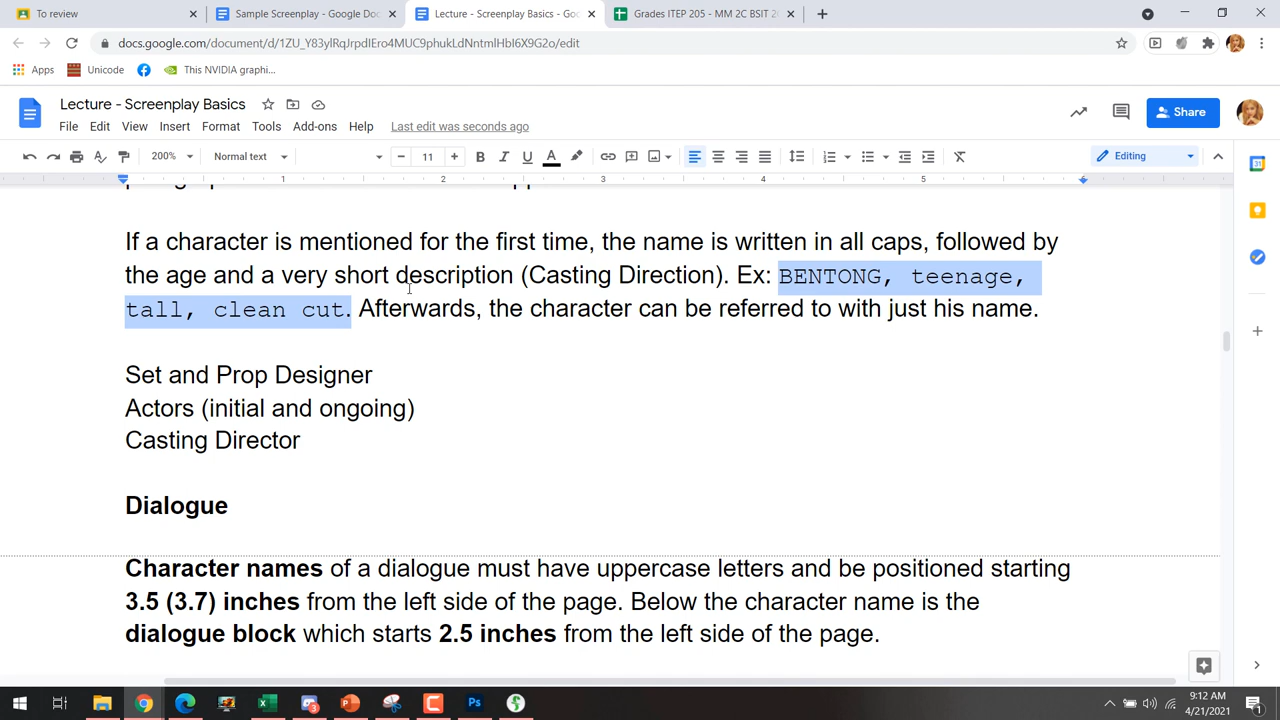 To review
Sample Screenplay - Google Doc
Lecture - Screenplay Basics - Goo
Grades ITEP 205 - MM 2C BSIT 2
docs.google.com/document/d/1ZU_Y83ylRqJrpdIEro4MUC9phukLdNntmlHbI6X9G2o/edit
Apps
Unicode
This NVIDIA graphi...
Lecture - Screenplay Basics
File Edit View Insert Format Tools Add-ons Help Last edit was seconds ago
Share
200% Normal text 11 Editing
1 2 3 4 5 6
If a character is mentioned for the first time, the name is written in all caps, followed by
the age and a very short description (Casting Direction). Ex: BENTONG, teenage,
tall, clean cut. Afterwards, the character can be referred to with just his name.
Set and Prop Designer
Actors (initial and ongoing)
Casting Director
Dialogue
Character names of a dialogue must have uppercase letters and be positioned starting
3.5 (3.7) inches from the left side of the page. Below the character name is the
dialogue block which starts 2.5 inches from the left side of the page.
9:12 AM
4/21/2021